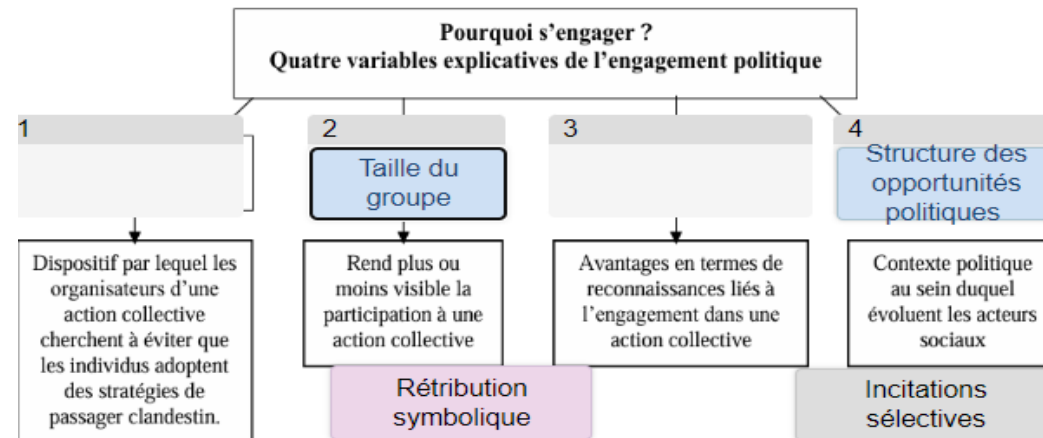 Pourquoi s'engager ?
Quatre variables explicatives de l'engagement politique
1
2
Taille du
groupe
3
4
Structure des
opportunités
politiques
Dispositif par lequel les
organisateurs d'une
action collective
cherchent à éviter que
les individus adoptent
des stratégies de
passager clandestin.
Rend plus ou
moins visible la
participation à une
action collective
Avantages en termes de
reconnaissances liés à
l'engagement dans une
action collective
Contexte politique
au sein duquel
évoluent les acteurs
sociaux
Rétribution
symbolique
Incitations
sélectives